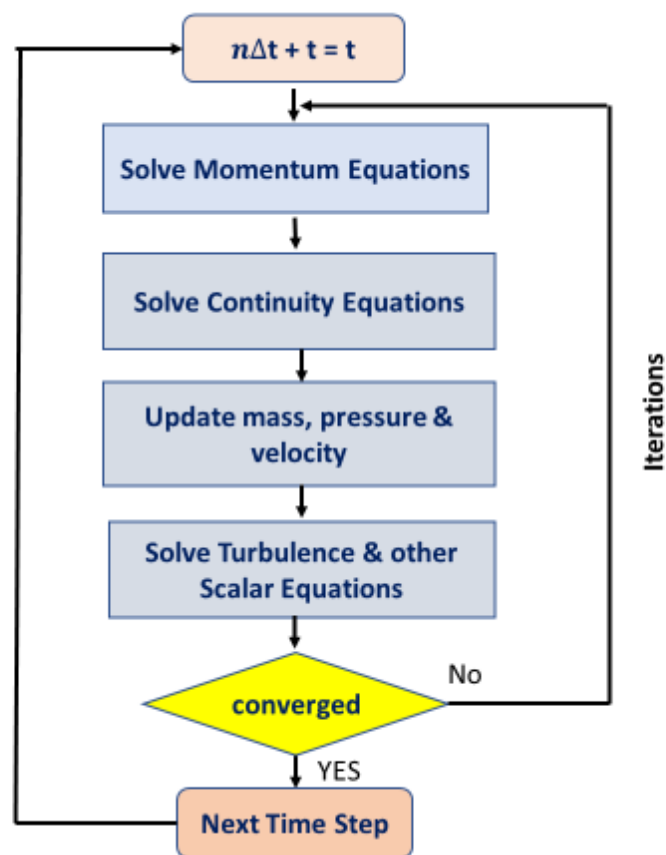 nΔt + t = t
Solve Momentum Equations
Solve Continuity Equations
Update mass, pressure &
velocity
Solve Turbulence & other
Scalar Equations
converged
No
YES
Next Time Step
Iterations